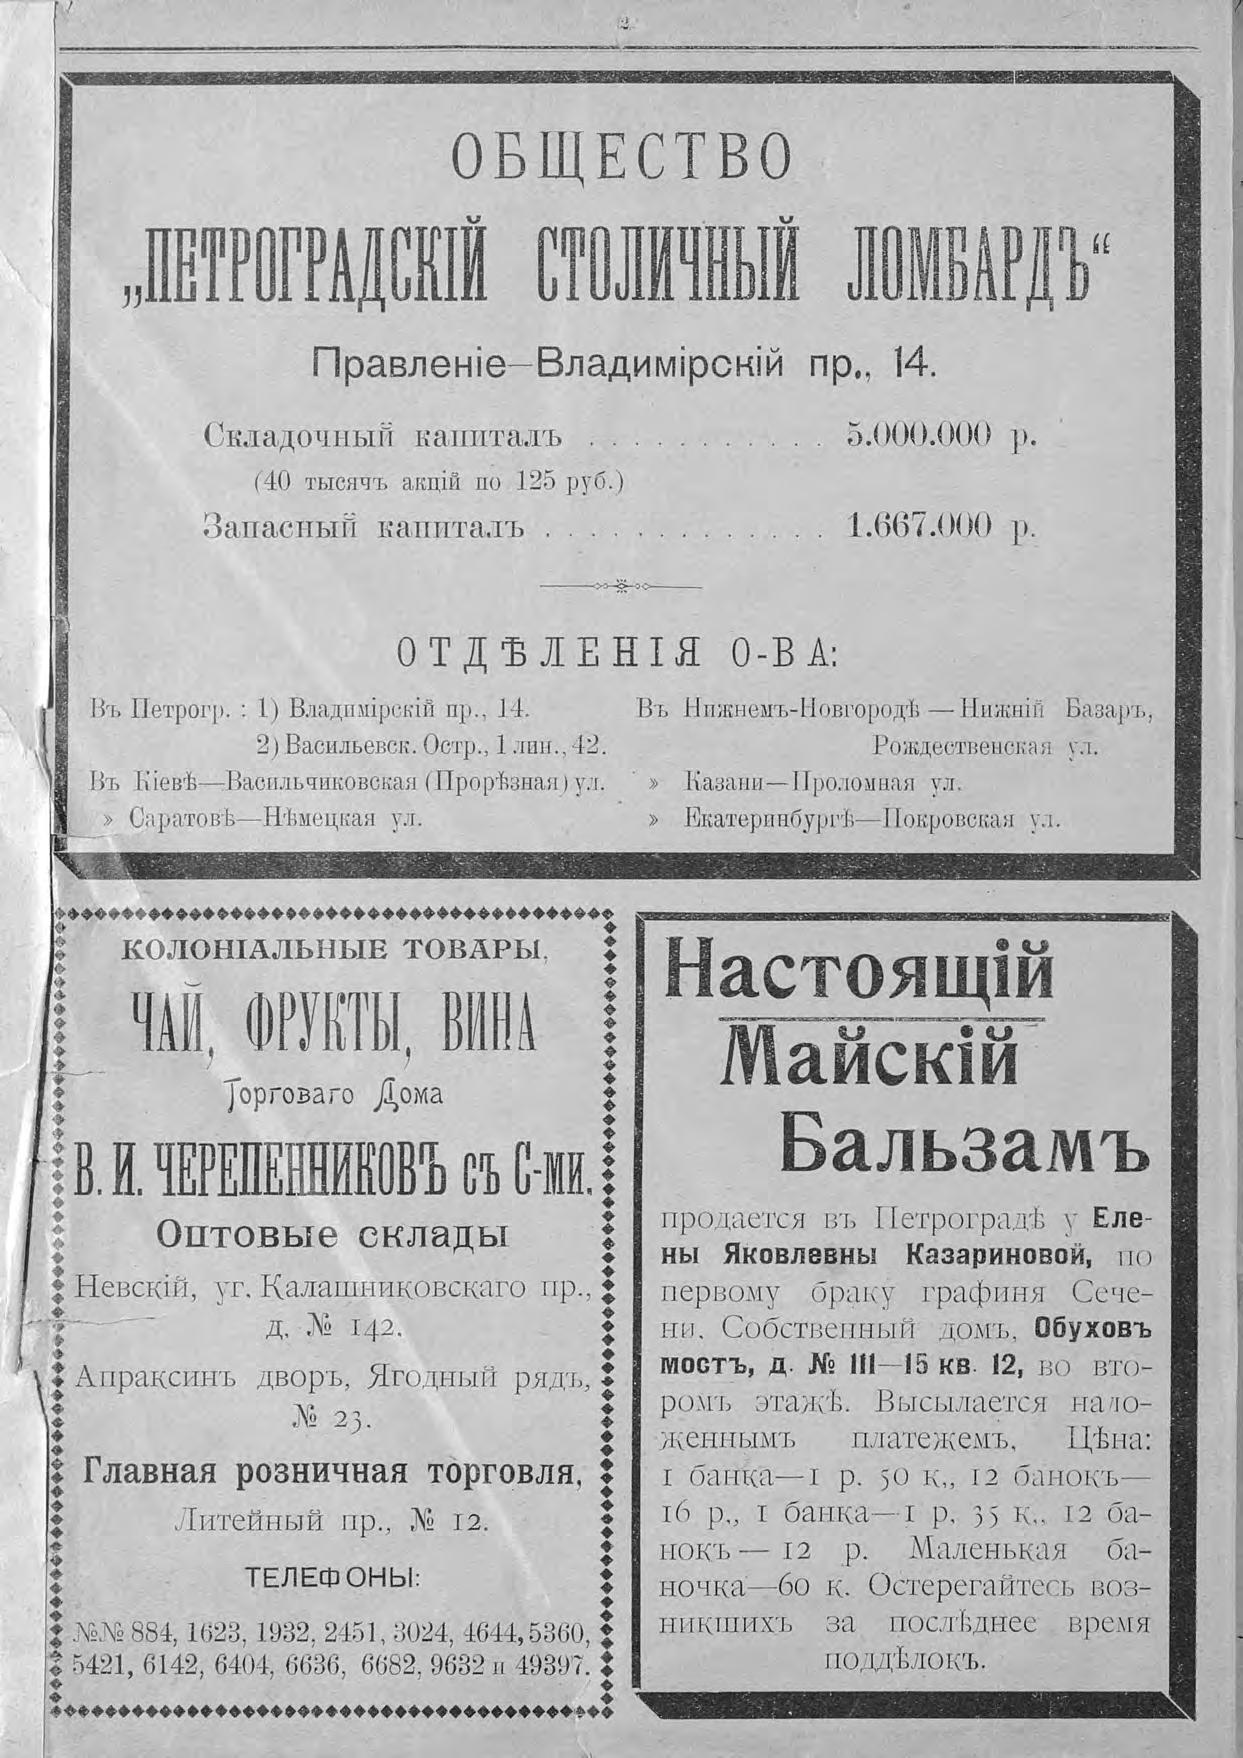 2
ОБЩЕСТВО
„ПЕТРОГРАДСКІЙ СТОЛИЧНЫЙ ЛОМБАРДЪ“
Правленіе—Владимірскій пр., 14.
Складочный капиталъ . . . . . . . . . . . 5.000.000 р.
(40 тысячъ акцій по 125 руб.)
Запасный капиталъ . . . . . . . . . . . . . 1.667.000 р.
ОТДѢЛЕНІЯ О-ВА:
Въ Петрогр. : 1) Владимірскій пр., 14.
2) Васильевск. Остр., 1 лин., 42.
Въ Кіевѣ—Васильчиковская (Прорѣзная) ул.
» Саратовѣ—Нѣмецкая ул.
Въ Нижнемъ-Новгородѣ — Нижній Базаръ,
Рождественская ул.
» Казани—Проломная ул.
» Екатеринбургѣ—Покровская ул.
КОЛОНІАЛЬНЫЕ ТОВАРЫ,
ЧАЙ, ФРУКТЫ, ВИНА
Торговаго Дома
В. И. ЧЕРЕПЕННИКОВЪ съ С-ми.
Оптовые склады
Невскій, уг. Калашниковскаго пр.,
д. № 142.
Апраксинъ дворъ, Ягодный рядъ,
№ 23.
Главная розничная торговля,
Литейный пр., № 12.
ТЕЛЕФОНЫ:
№№ 884, 1623, 1932, 2451, 3024, 4644, 5360,
5421, 6142, 6404, 6636, 6682, 9632 и 49397.
Настоящій
Майскій
Бальзамъ
продается въ Петроградѣ у Еле-
ны Яковлевны Казариновой, по
первому браку графиня Сече-
ни. Собственный домъ, Обуховъ
мостъ, д. № 111—15 кв. 12, во вто-
ромъ этажѣ. Высылается нало-
женнымъ платежемъ. Цѣна:
1 банка—1 р. 50 к., 12 банокъ—
16 р., 1 банка—1 р. 35 к., 12 ба-
нокъ — 12 р. Маленькая ба-
ночка—60 к. Остерегайтесь воз-
никшихъ за послѣднее время
поддѣлокъ.